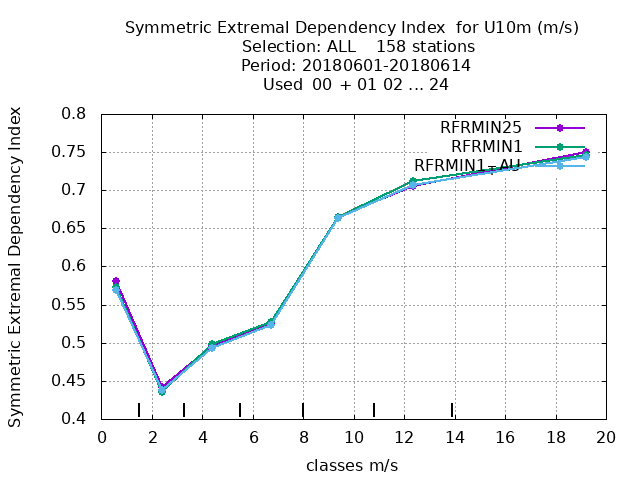 Symmetric Extremal Dependency Index for U10m (m/s)
Selection: ALL 158 stations
Period: 20180601-20180614
Used 00 + 01 02 ... 24
Symmetric Extremal Dependency Index
0.8
0.75
0.7
0.65
0.6
0.55
0.5
0.45
0.4
RFRMIN25
RFRMIN1
RFRMIN1+AU
0 2 4 6 8 10 12 14 16 18 20
classes m/s